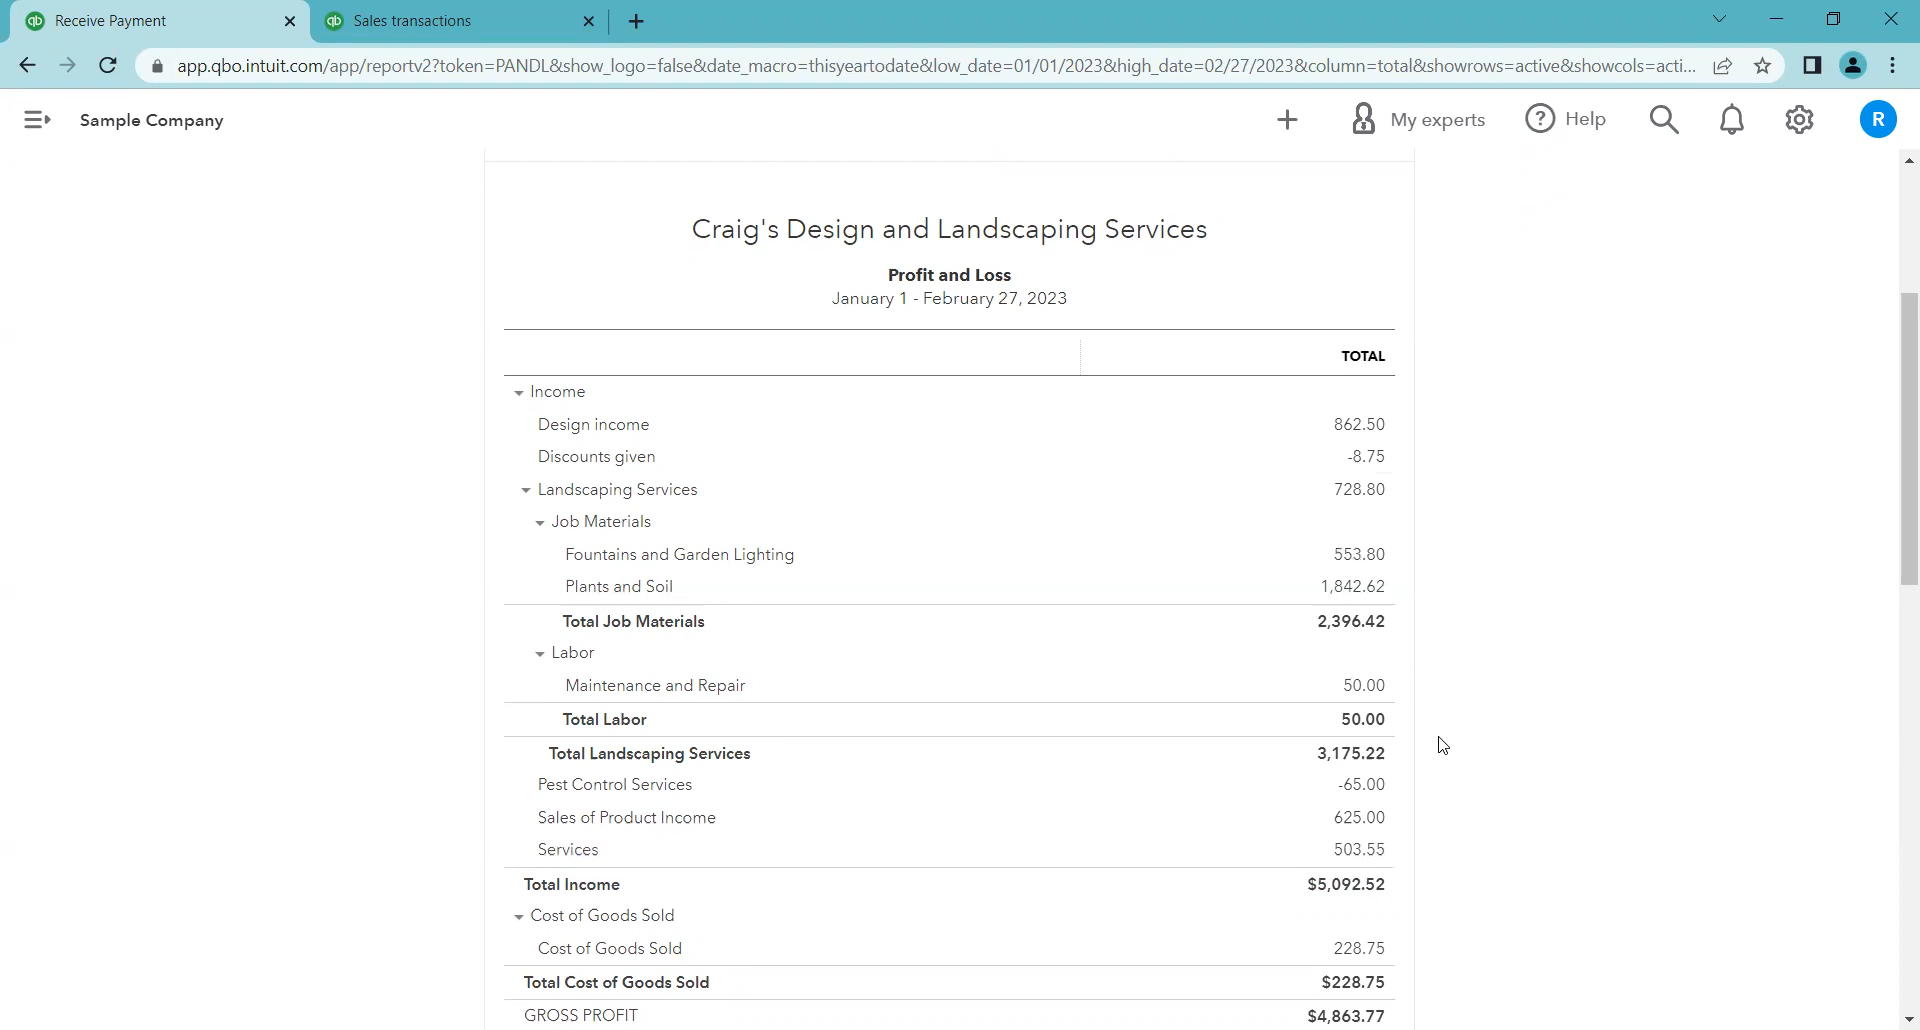 Receive Payment
Sales transactions
app.qbo.intuit.com/app/reportv2?token=PANDL&show_logo=false&date_macro=thisyeartodate&low_date=01/01/2023&high_date=02/27/2023&column=total&showrows=active&showcols=acti...
Sample Company
My experts
Help
R
Craig's Design and Landscaping Services
Profit and Loss
January 1 - February 27, 2023
TOTAL
Income
Design income 862.50
Discounts given -8.75
Landscaping Services 728.80
Job Materials
Fountains and Garden Lighting 553.80
Plants and Soil 1,842.62
Total Job Materials 2,396.42
Labor
Maintenance and Repair 50.00
Total Labor 50.00
Total Landscaping Services 3,175.22
Pest Control Services -65.00
Sales of Product Income 625.00
Services 503.55
Total Income $5,092.52
Cost of Goods Sold
Cost of Goods Sold 228.75
Total Cost of Goods Sold $228.75
GROSS PROFIT $4,863.77